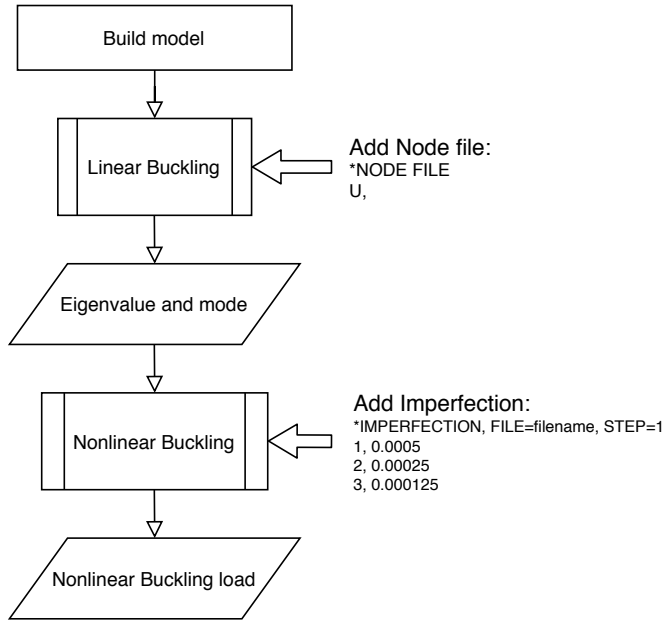 Build model
Linear Buckling
Add Node file:
*NODE FILE
U,
Eigenvalue and mode
Nonlinear Buckling
Add Imperfection:
*IMPERFECTION, FILE=filename, STEP=1
1, 0.0005
2, 0.00025
3, 0.000125
Nonlinear Buckling load